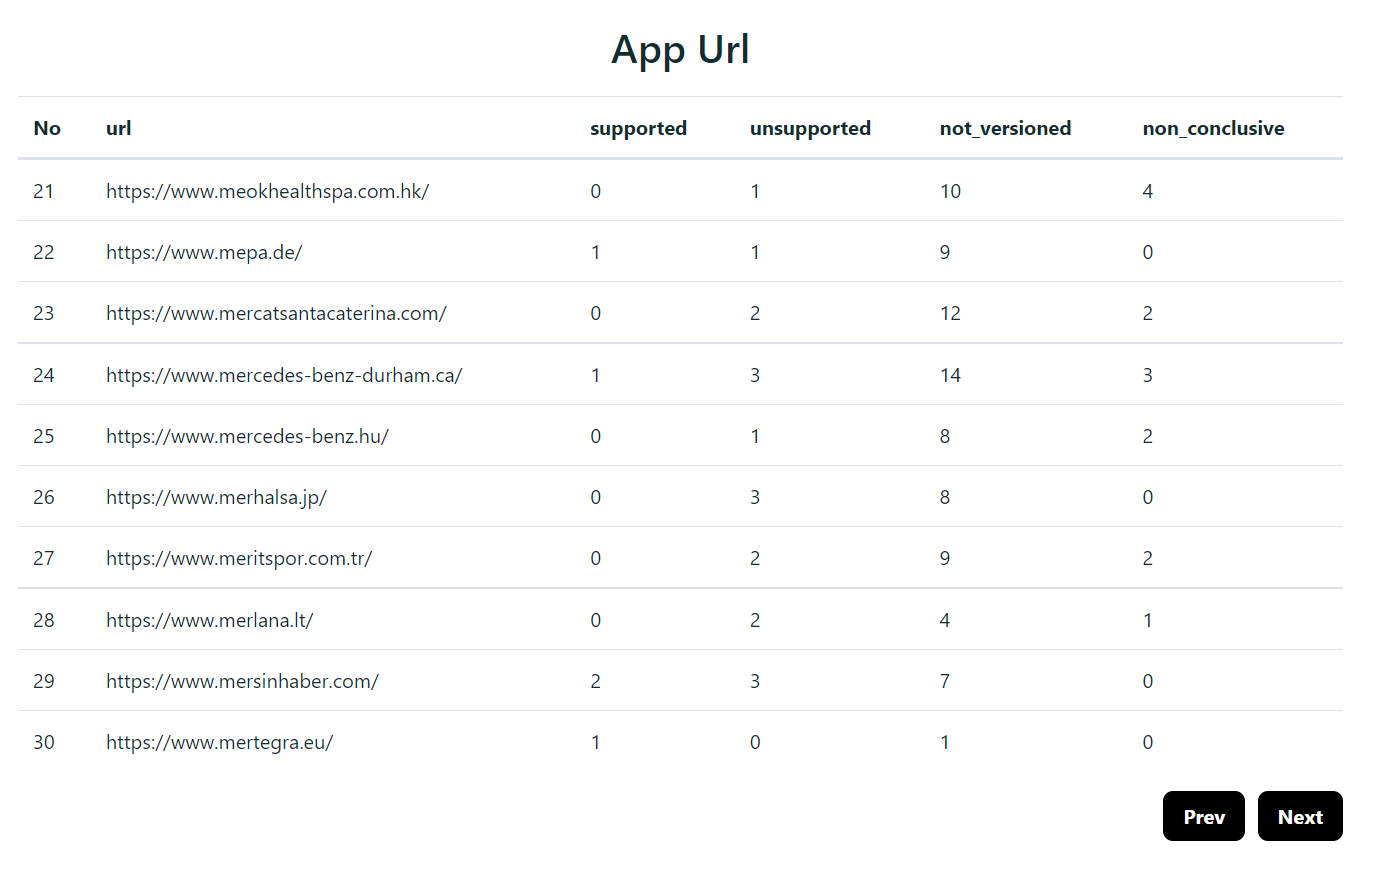 App Url
No url supported unsupported not_versioned non_conclusive
21 https://www.meokhealthspa.com.hk/ 0 1 10 4
22 https://www.mepa.de/ 1 1 9 0
23 https://www.mercatsantacaterina.com/ 0 2 12 2
24 https://www.mercedes-benz-durham.ca/ 1 3 14 3
25 https://www.mercedes-benz.hu/ 0 1 8 2
26 https://www.merhalsa.jp/ 0 3 8 0
27 https://www.meritspor.com.tr/ 0 2 9 2
28 https://www.merlana.lt/ 0 2 4 1
29 https://www.mersinhaber.com/ 2 3 7 0
30 https://www.mertegra.eu/ 1 0 1 0
Prev Next